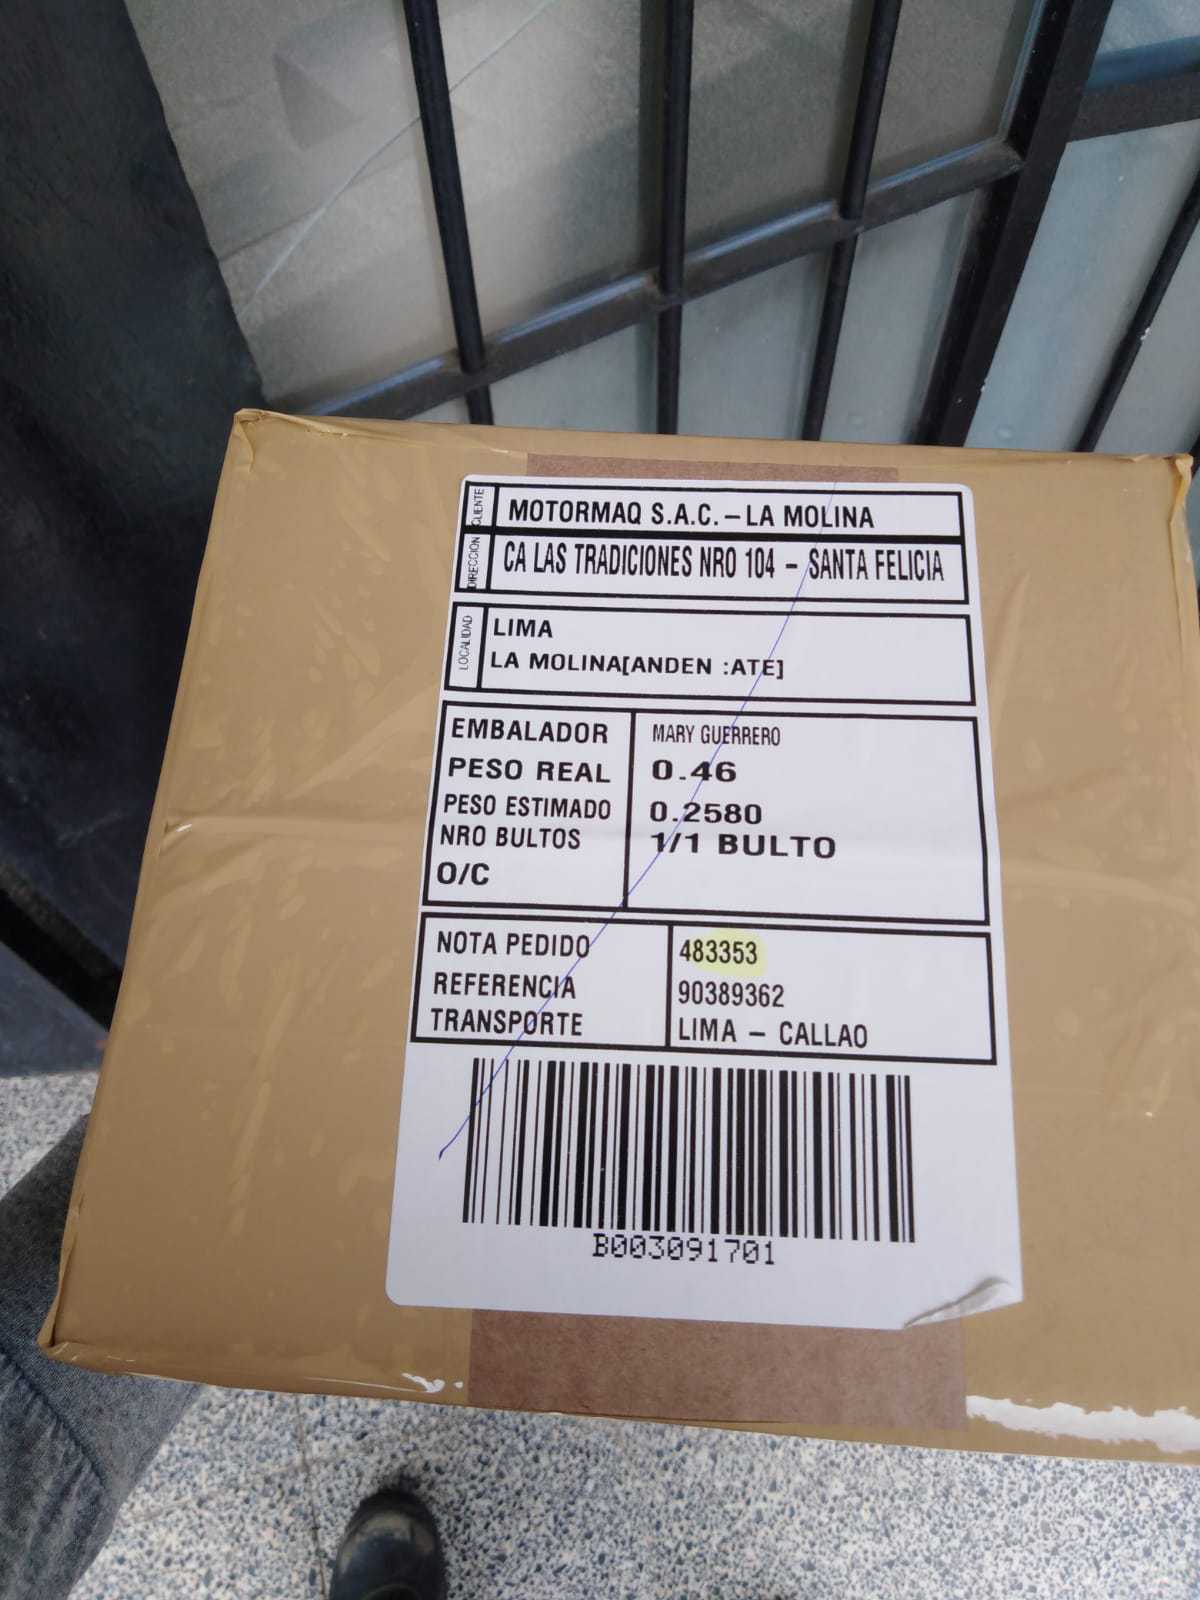 CLIENTE MOTORMAQ S.A.C. – LA MOLINA
DIRECCION CA LAS TRADICIONES NRO 104 – SANTA FELICIA
LOCALIDAD LIMA
LA MOLINA[ANDEN :ATE]
EMBALADOR MARY GUERRERO
PESO REAL 0.46
PESO ESTIMADO 0.2580
NRO BULTOS 1/1 BULTO
O/C
NOTA PEDIDO 483353
REFERENCIA 90389362
TRANSPORTE LIMA – CALLAO
B003091701